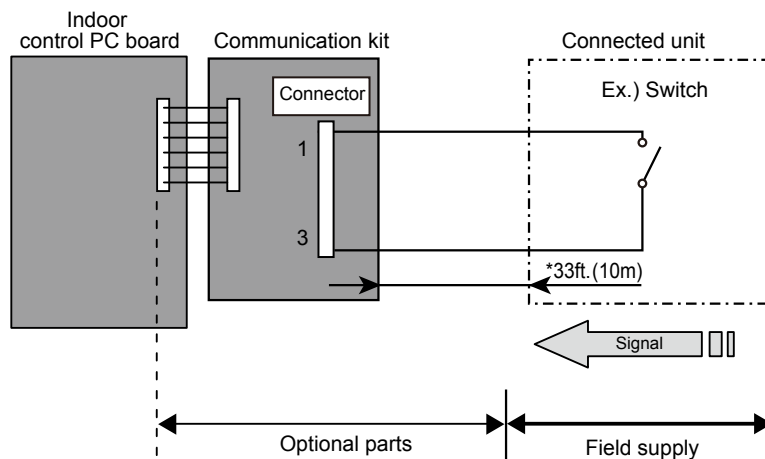 Indoor
control PC board
Communication kit
Connected unit
Connector
Ex.) Switch
1
3
*33ft.(10m)
Signal
Optional parts
Field supply